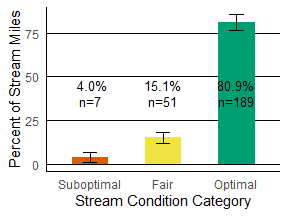 Percent of Stream Miles
75
50
25
0
4.0% 15.1% 80.9%
n=7 n=51 n=189
Suboptimal Fair Optimal
Stream Condition Category